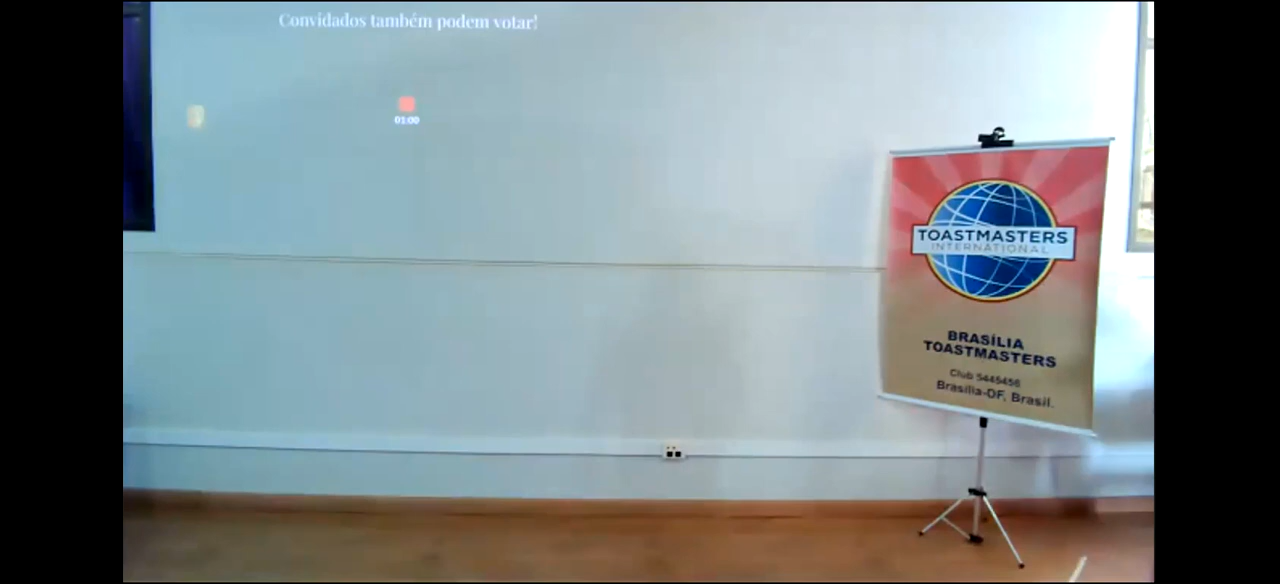 Convidados também podem votar!
01:00
TOASTMASTERS
INTERNATIONAL
BRASÍLIA
TOASTMASTERS
Club 5445456
Brasília-DF, Brasil.